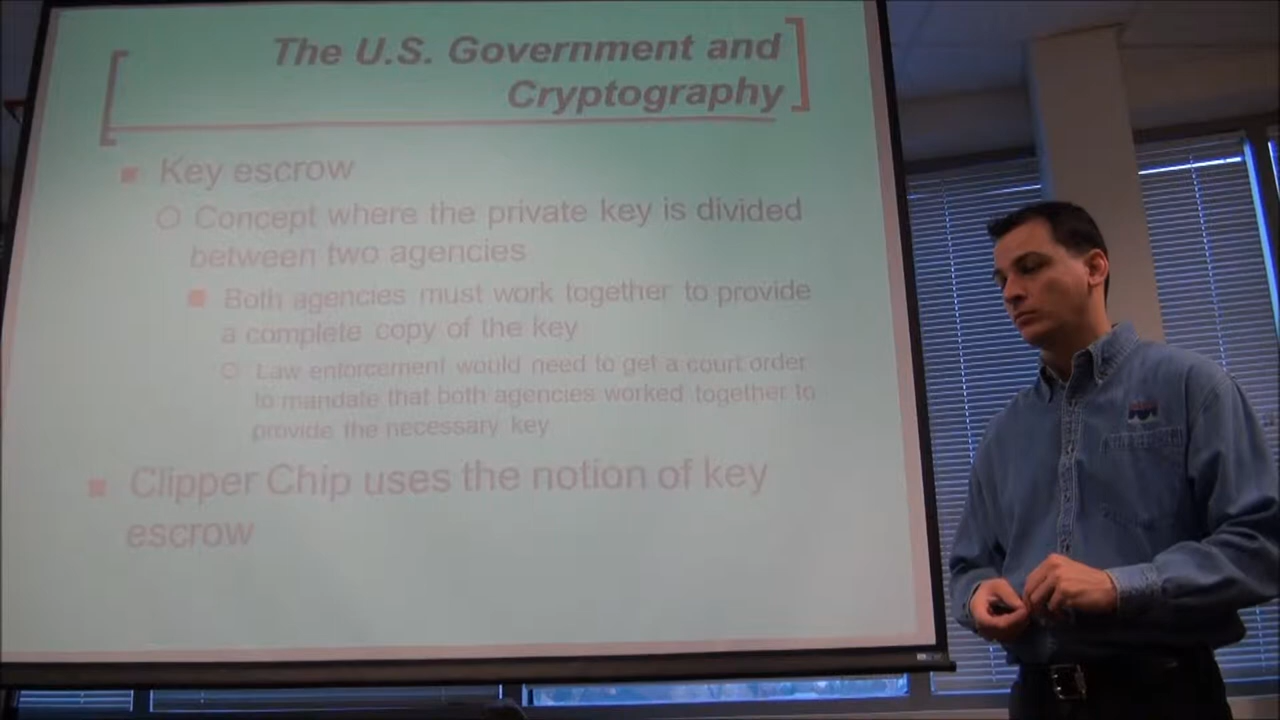 The U.S. Government and
Cryptography
Key escrow
Concept where the private key is divided
between two agencies
Both agencies must work together to provide
a complete copy of the key
Law enforcement would need to get a court order
to mandate that both agencies worked together to
provide the necessary key
Clipper Chip uses the notion of key
escrow